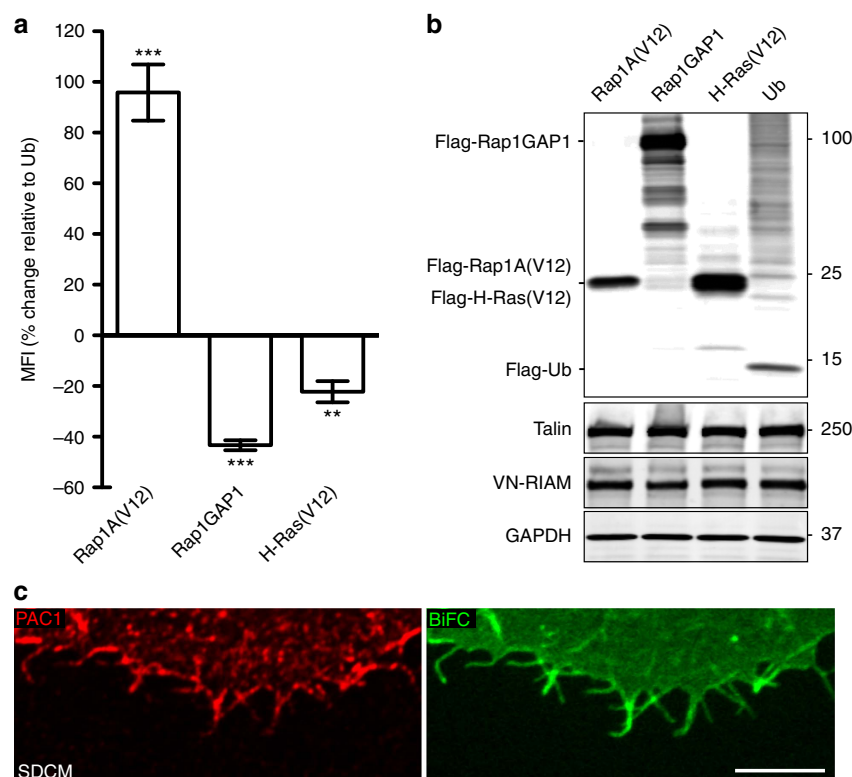 a
MFI (% change relative to Ub)
120
100
80
60
40
20
0
–20
–40
–60
***
***
**
Rap1A(V12)
Rap1GAP1
H-Ras(V12)
b
Rap1A(V12)
Rap1GAP1
H-Ras(V12)
Ub
Flag-Rap1GAP1
100
Flag-Rap1A(V12)
25
Flag-H-Ras(V12)
15
Flag-Ub
Talin
250
VN-RIAM
GAPDH
37
c
PAC1
BiFC
SDCM